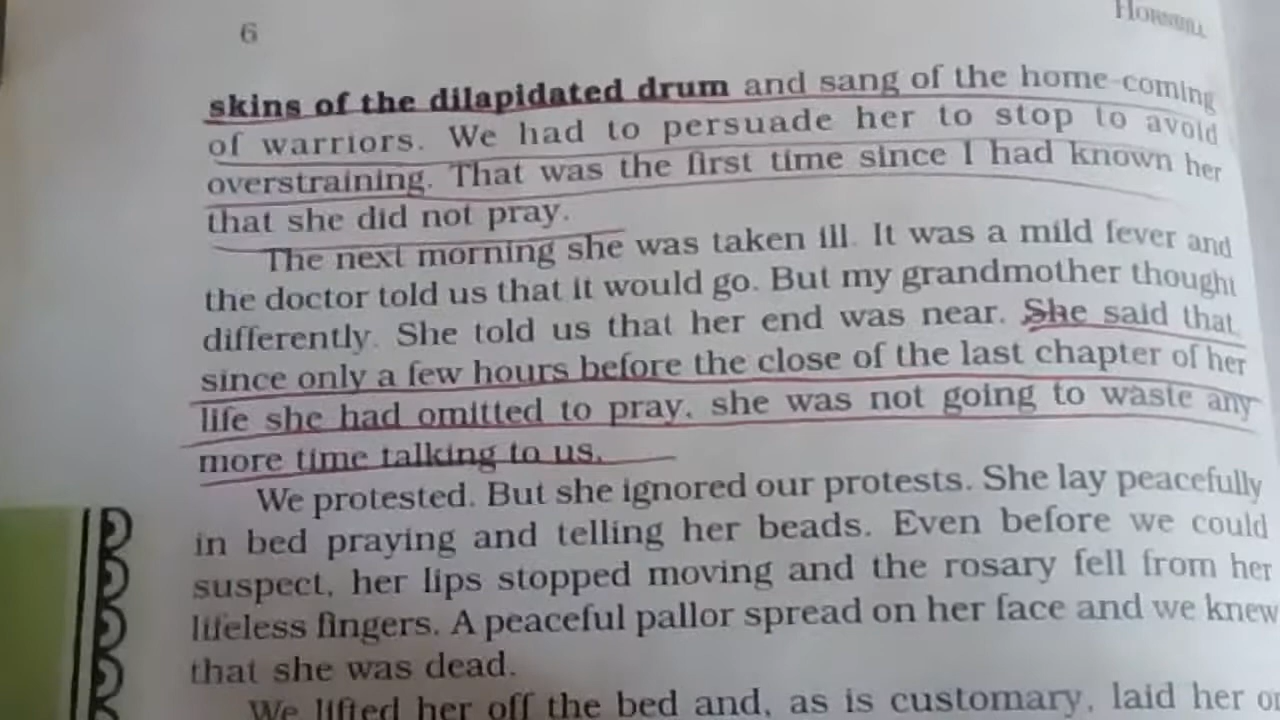 6
HORNBILL
skins of the dilapidated drum and sang of the home-coming
of warriors. We had to persuade her to stop to avoid
overstraining. That was the first time since I had known her
that she did not pray.
The next morning she was taken ill. It was a mild fever and
the doctor told us that it would go. But my grandmother thought
differently. She told us that her end was near. She said that,
since only a few hours before the close of the last chapter of her
life she had omitted to pray, she was not going to waste any
more time talking to us.
We protested. But she ignored our protests. She lay peacefully
in bed praying and telling her beads. Even before we could
suspect, her lips stopped moving and the rosary fell from her
lifeless fingers. A peaceful pallor spread on her face and we knew
that she was dead.
We lifted her off the bed and, as is customary, laid her